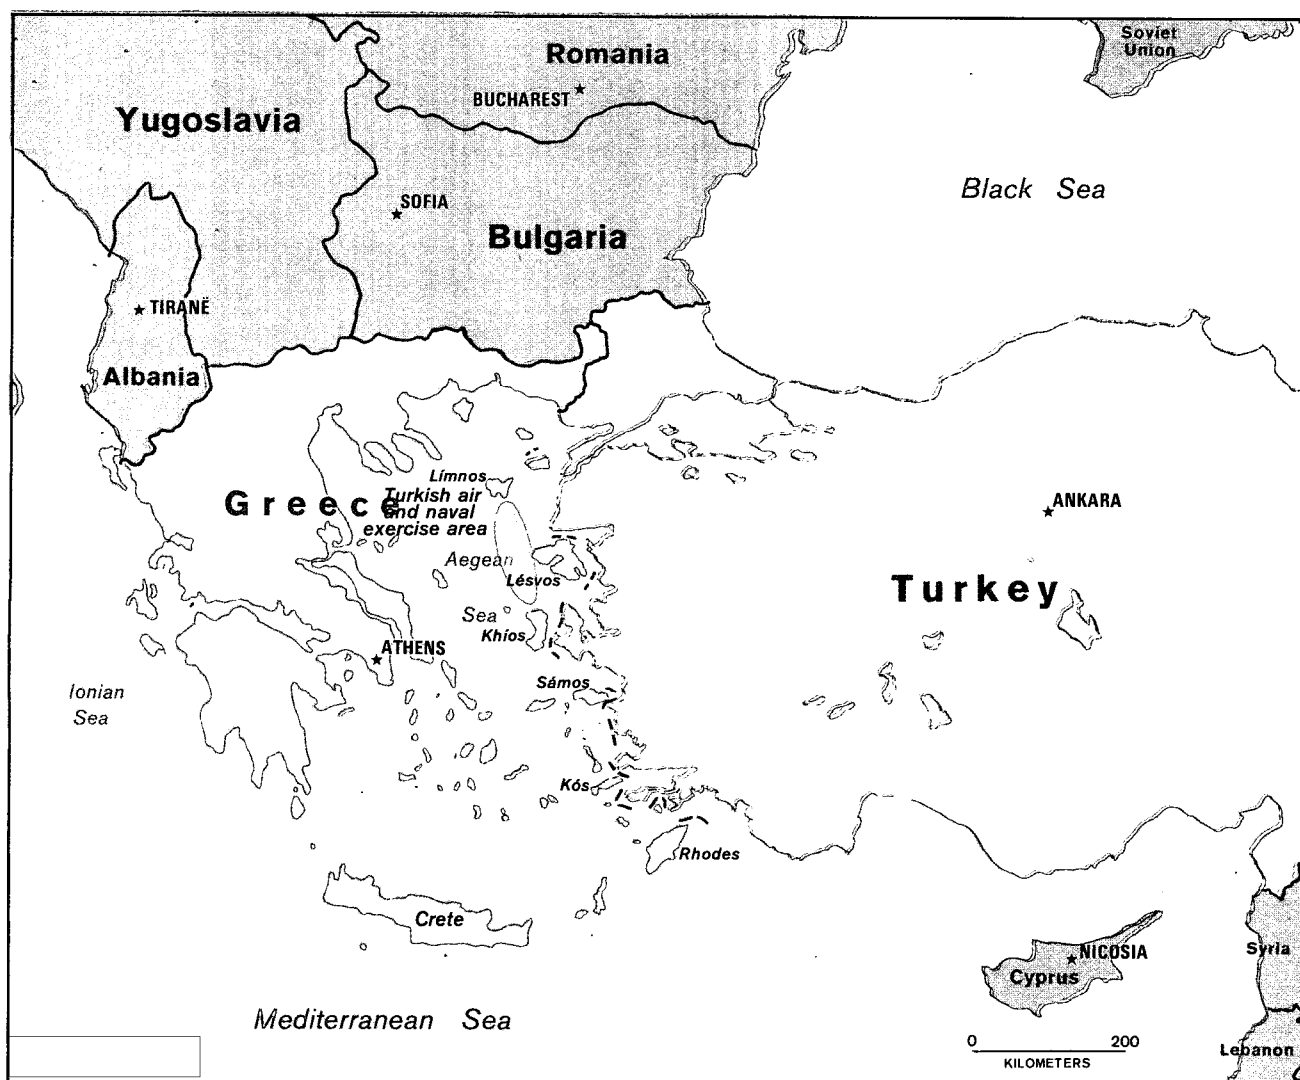 Soviet
Union
Romania
BUCHAREST
Yugoslavia
Black Sea
SOFIA
Bulgaria
TIRANË
Albania
Límnos
Greece
Turkish air
and naval
exercise area
ANKARA
Aegean
Sea
Lésvos
Turkey
Khíos
ATHENS
Sámos
Ionian
Sea
Kós
Rhodes
Crete
NICOSIA
Cyprus
Syria
Mediterranean Sea
0 200
KILOMETERS
Lebanon